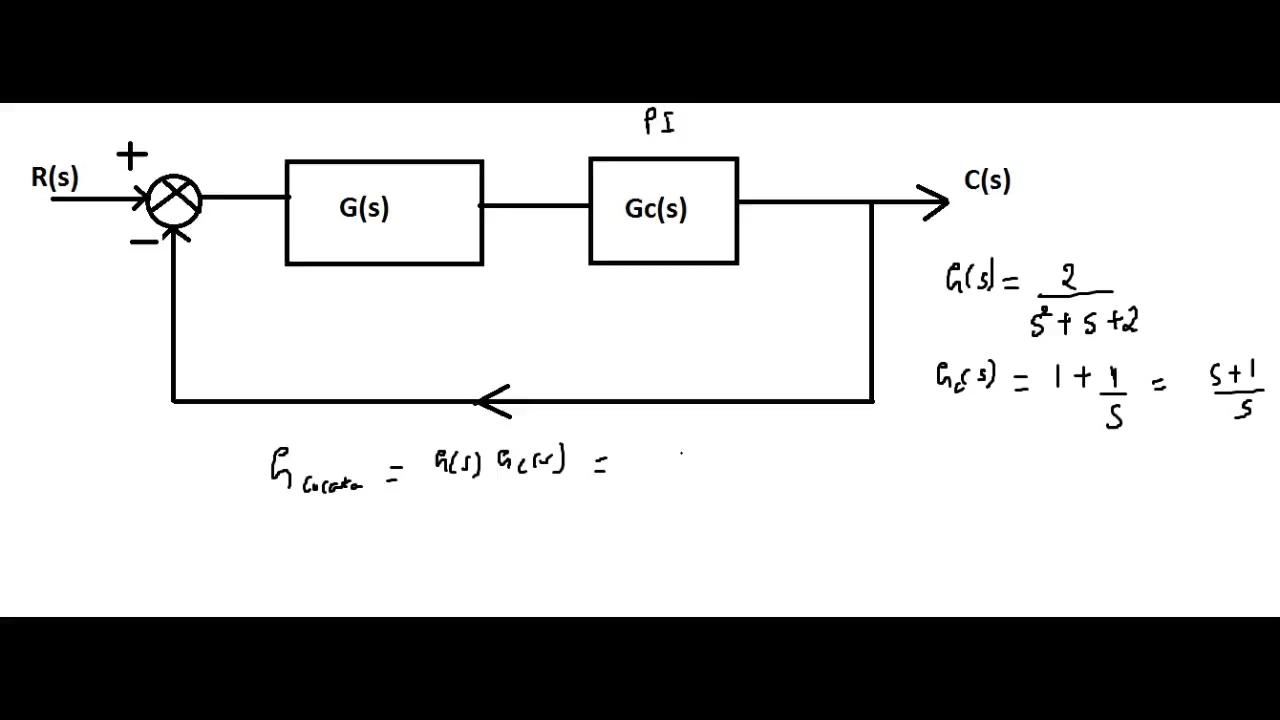 PI
+
R(s)
G(s)
Gc(s)
C(s)
−
G(s) = 2 / s² + s + 2
Gc(s) = 1 + 1/s = s+1 / s
G = G(s) Gc(s) =